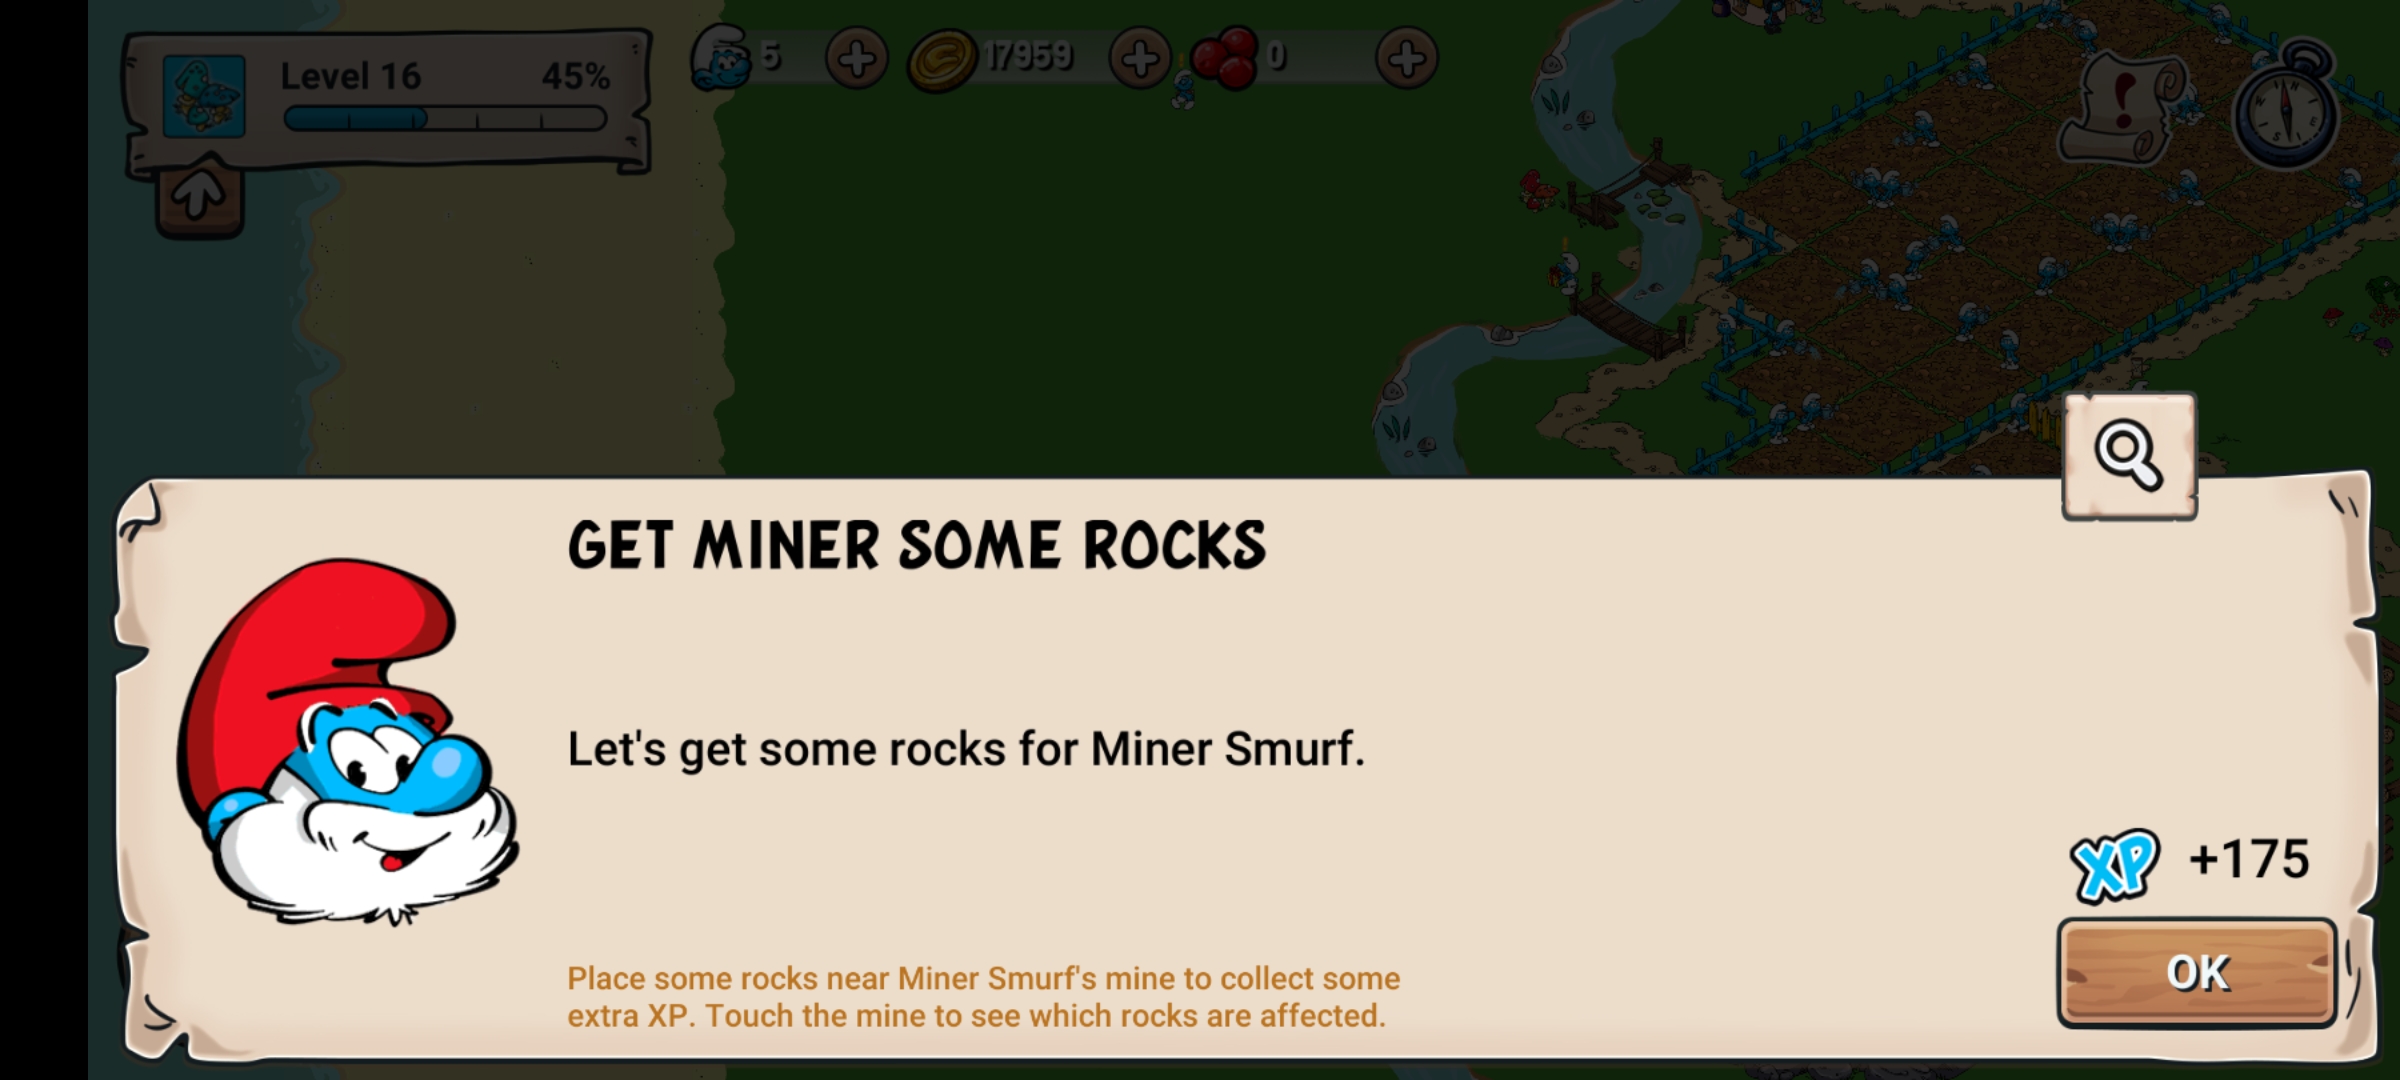 Level 16 45%
5
17959
0
GET MINER SOME ROCKS
Let's get some rocks for Miner Smurf.
XP +175
Place some rocks near Miner Smurf's mine to collect some
extra XP. Touch the mine to see which rocks are affected.
OK